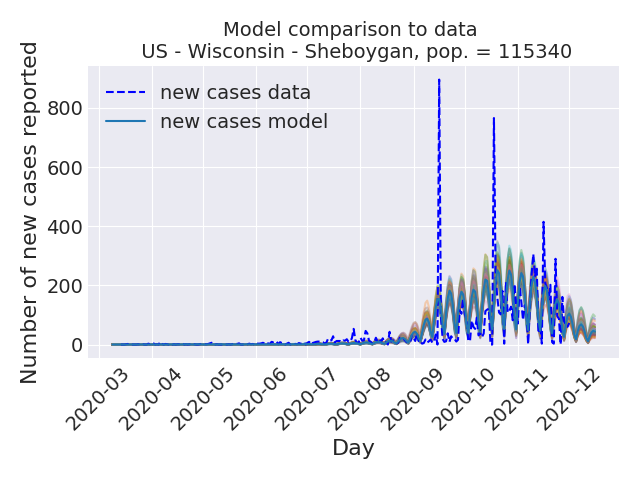 Model comparison to data
US - Wisconsin - Sheboygan, pop. = 115340
Number of new cases reported
new cases data
new cases model
800
600
400
200
0
2020-03
2020-04
2020-05
2020-06
2020-07
2020-08
2020-09
2020-10
2020-11
2020-12
Day